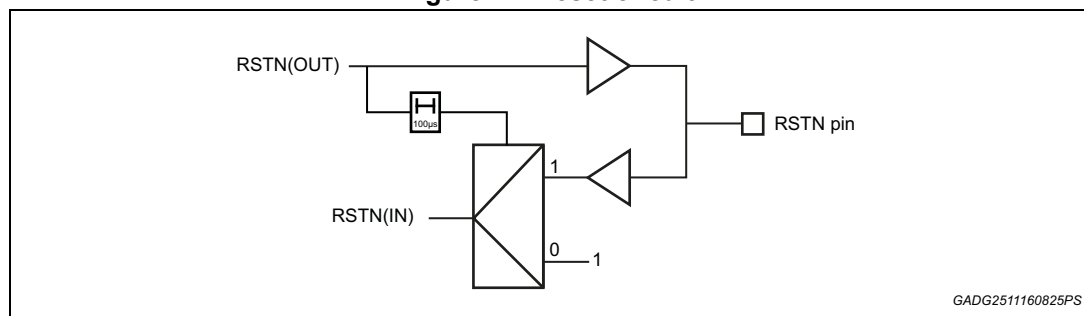 RSTN(OUT)
100µs
RSTN pin
1
RSTN(IN)
0
1
GADG2511160825PS